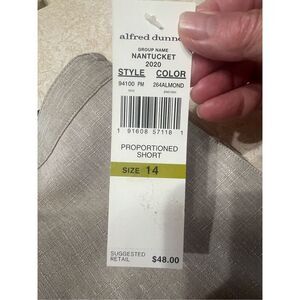 alfred dunne
GROUP NAME
NANTUCKET
2020
STYLE COLOR
94100 PM 264ALMOND
1 91608 57118 1
PROPORTIONED
SHORT
SIZE 14
SUGGESTED
RETAIL $48.00